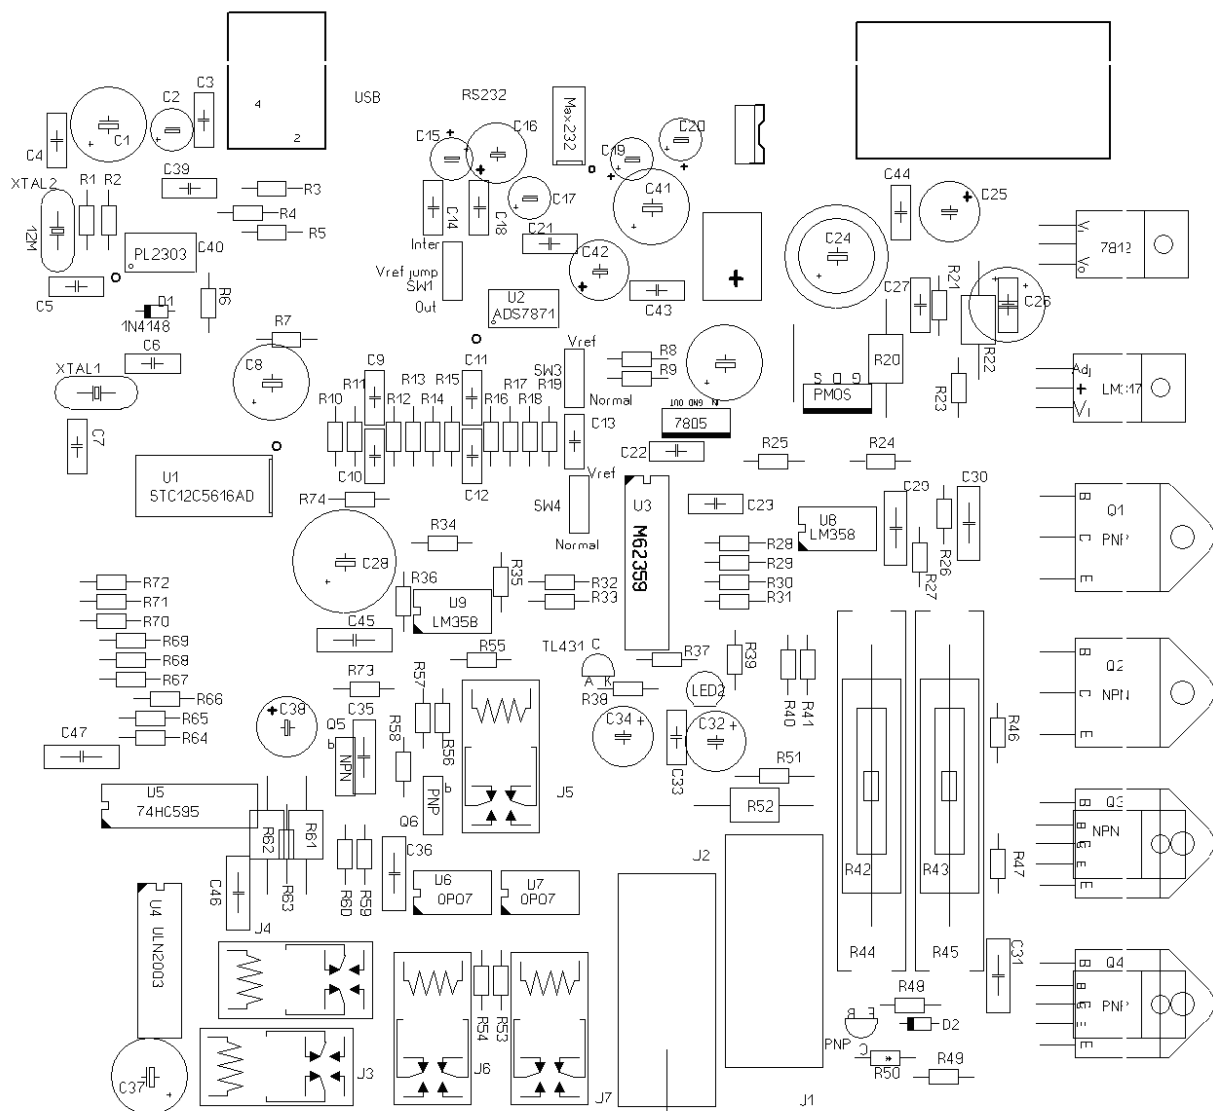 USB
RS232
4
2
Max232
C1
C2
C3
C4
C15
C16
C19
C20
XTAL2
R1
R2
C39
R3
R4
R5
C14
C18
C17
C41
C24
C44
C25
12M
PL2303
C40
Inter
C21
C42
Vref jump
SW1
Out
C43
7812
Vo
C5
D1
1N4148
R6
U2
ADS7871
C27
R21
C26
R22
R7
C8
C6
XTAL1
Vref
SW3
Normal
R8
R9
IN GND OUT
7805
G D S
PMOS
R20
R23
Adj
LM317
R10
R11
C9
R12
R13
R14
R15
C11
R16
R17
R18
R19
C13
C7
C10
C12
C22
R25
R24
U1
STC12C5616AD
R74
Vref
SW4
Normal
U3
M62359
C23
U8
LM358
C29
R26
C30
R27
B
C
E
Q1
PNP
R34
C28
R28
R29
R30
R31
R72
R71
R70
R69
R68
R67
R66
R65
R64
R36
U9
LM358
R35
R32
R33
C45
R55
TL431
C
A
K
R37
R38
R39
LED2
R40
R41
B
C
E
Q2
NPN
R73
R57
R56
C38
Q5
C35
b
NPN
R58
C34
C33
C32
R46
C47
U5
74HC595
PNP
b
Q6
J5
R51
R52
Q3
NPN
B
B
E
E
R62
R61
R63
C46
R60
R59
C36
U6
OP07
U7
OP07
J2
R42
R43
R47
U4 ULN2003
J4
R44
R45
C31
Q4
PNP
B
B
E
E
R54
R53
R48
E B
PNP
C
D2
C37
J3
J6
J7
J1
R50
R49